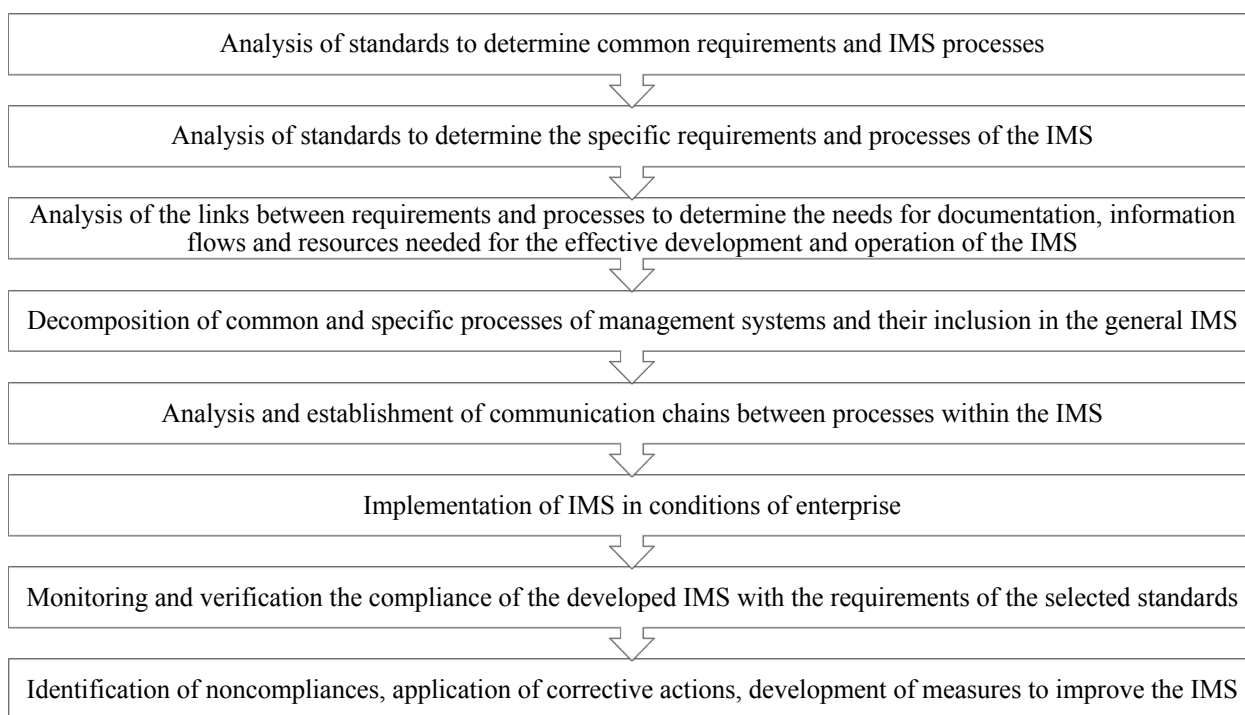 Analysis of standards to determine common requirements and IMS processes
Analysis of standards to determine the specific requirements and processes of the IMS
Analysis of the links between requirements and processes to determine the needs for documentation, information
flows and resources needed for the effective development and operation of the IMS
Decomposition of common and specific processes of management systems and their inclusion in the general IMS
Analysis and establishment of communication chains between processes within the IMS
Implementation of IMS in conditions of enterprise
Monitoring and verification the compliance of the developed IMS with the requirements of the selected standards
Identification of noncompliances, application of corrective actions, development of measures to improve the IMS